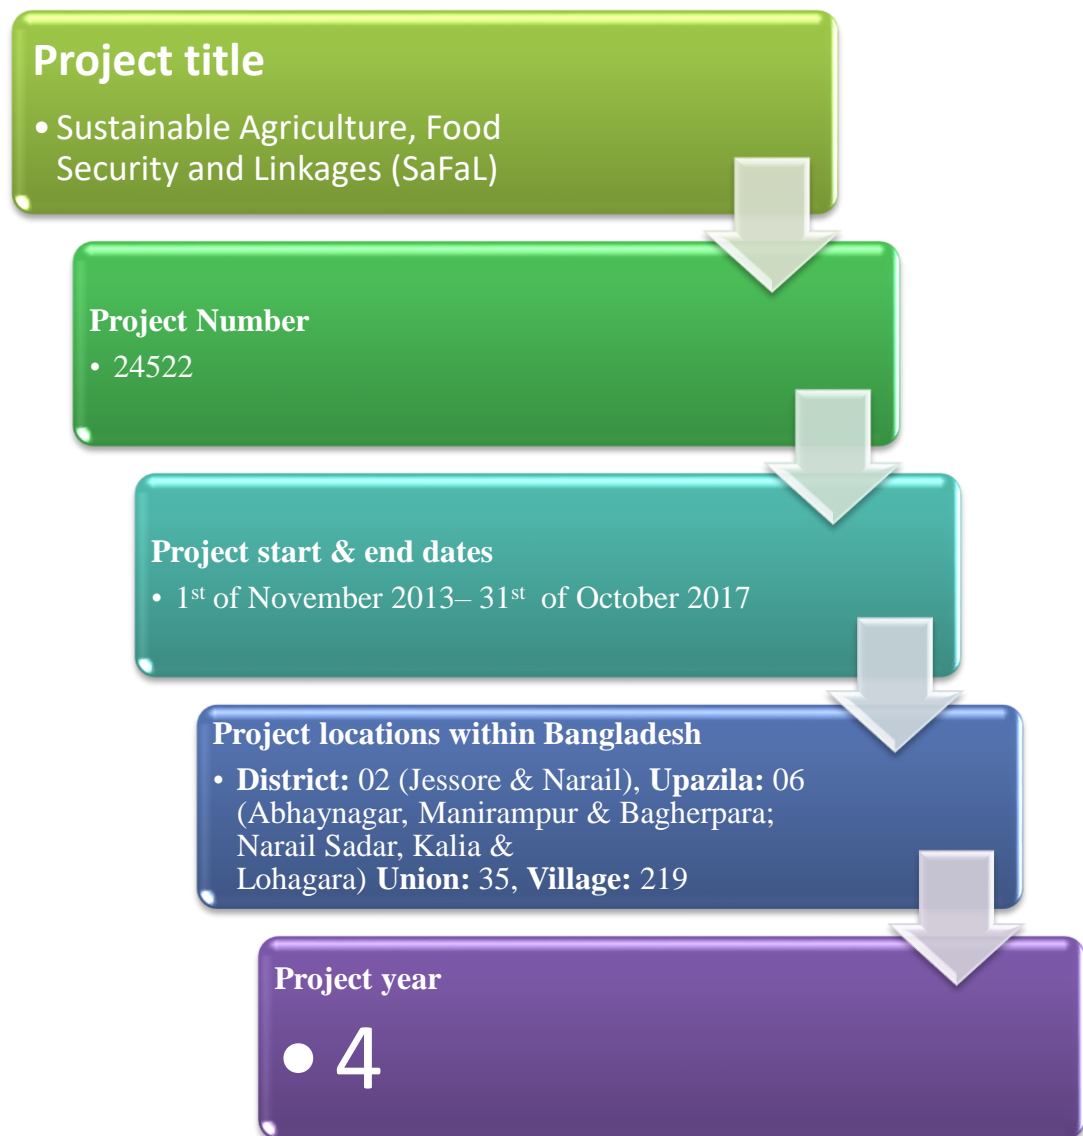 Project title
• Sustainable Agriculture, Food
Security and Linkages (SaFaL)
Project Number
• 24522
Project start & end dates
• 1st of November 2013– 31st of October 2017
Project locations within Bangladesh
• District: 02 (Jessore & Narail), Upazila: 06
(Abhaynagar, Manirampur & Bagherpara;
Narail Sadar, Kalia &
Lohagara) Union: 35, Village: 219
Project year
• 4